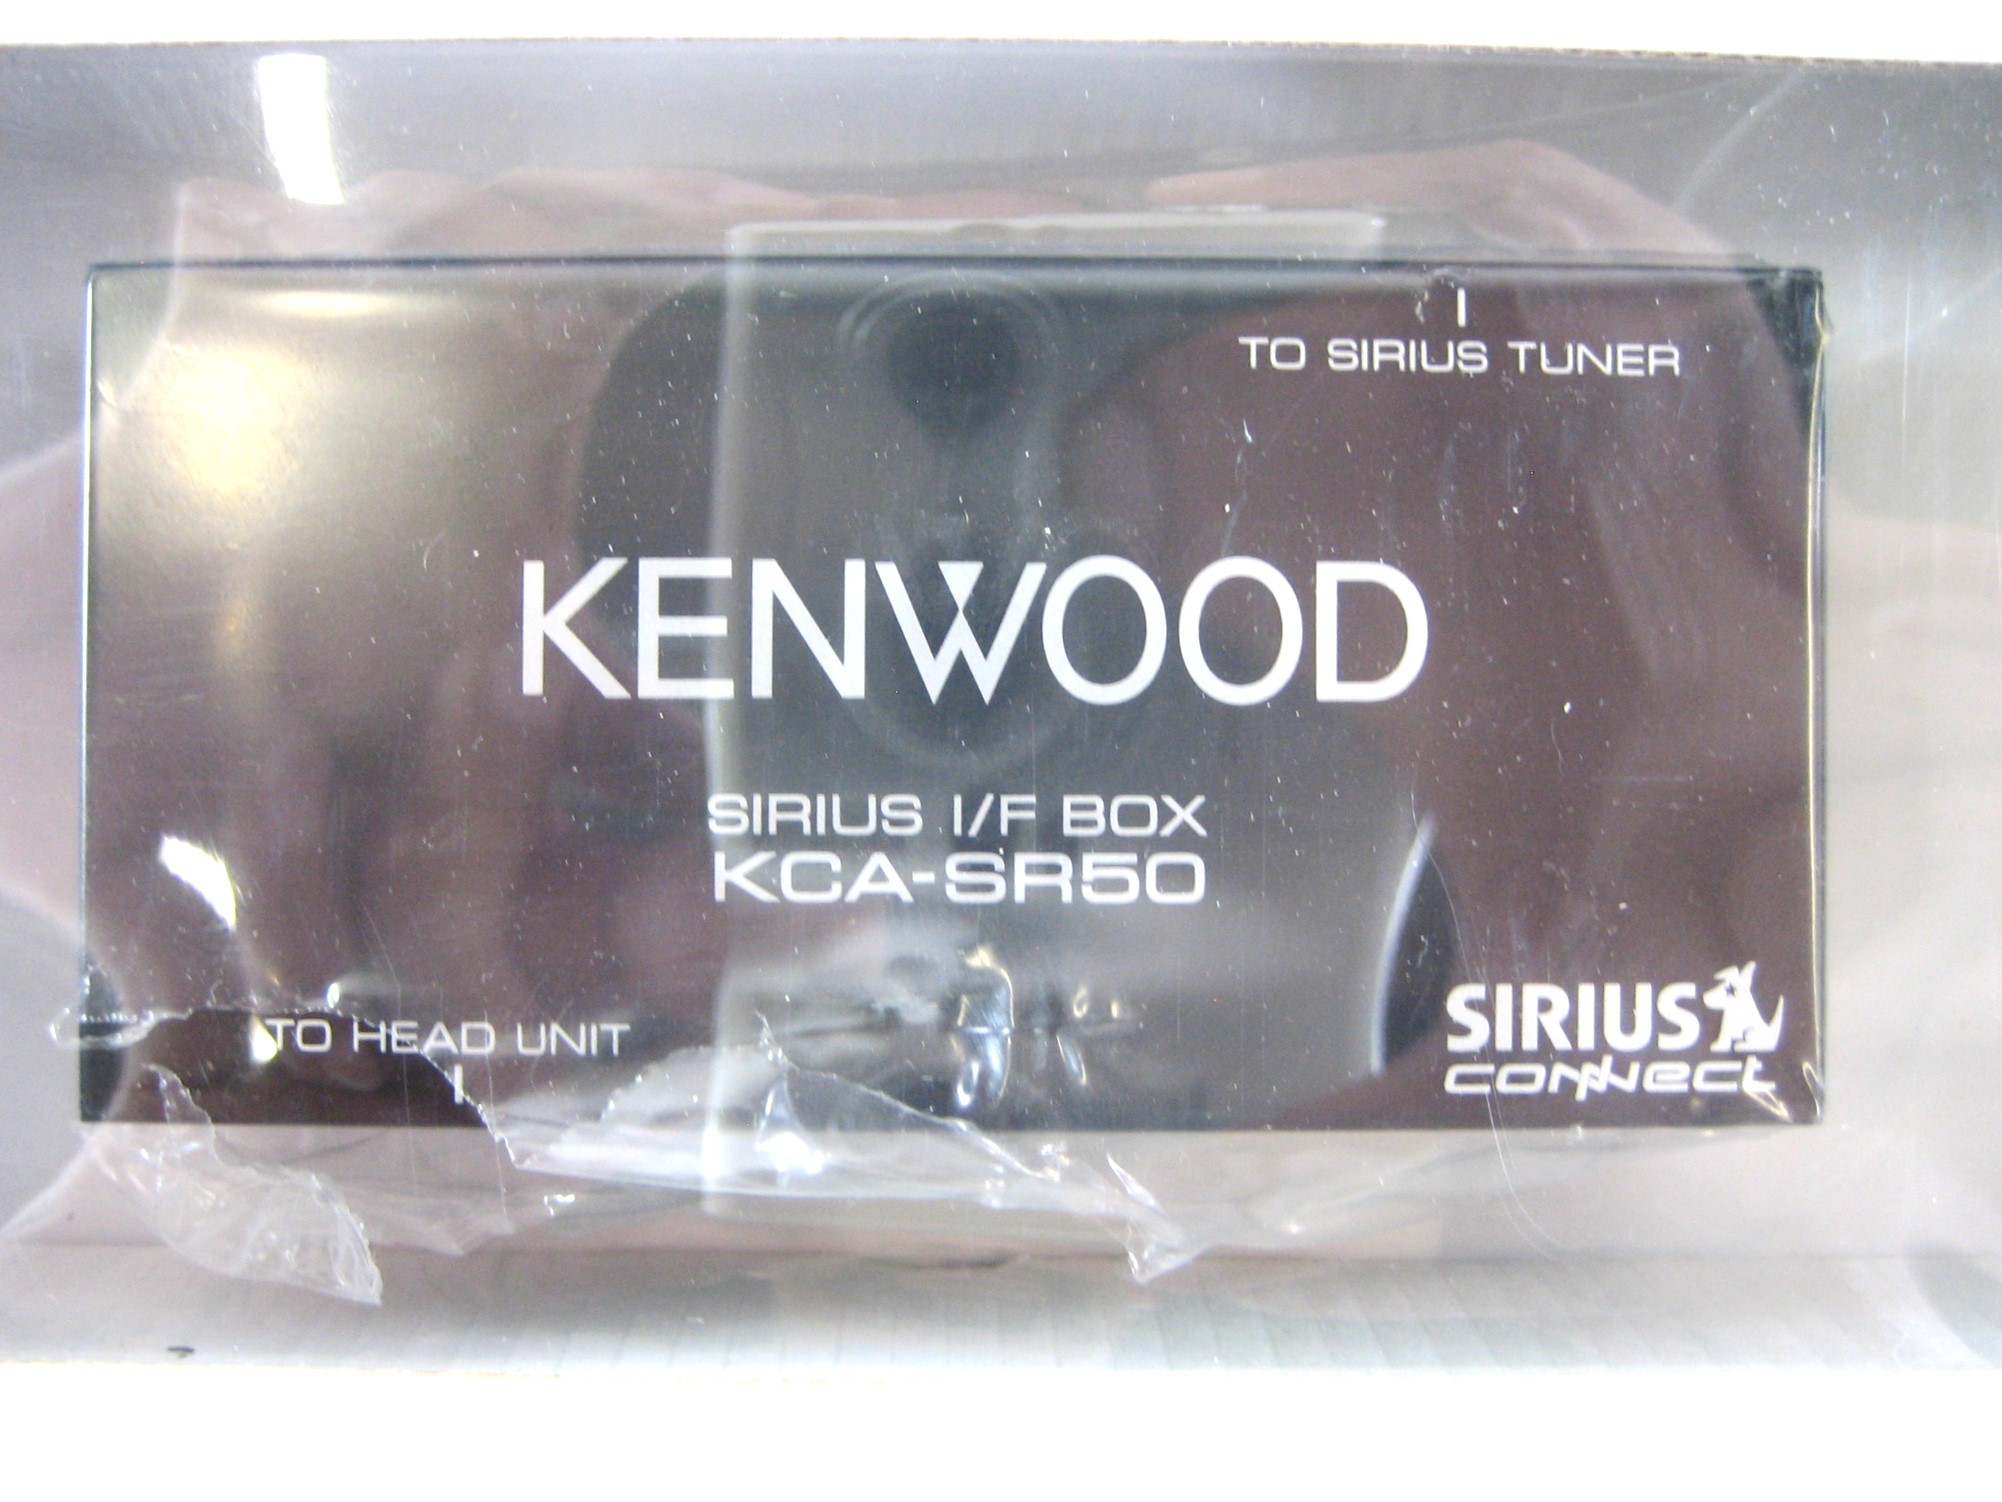 TO SIRIUS TUNER
KENWOOD
SIRIUS I/F BOX
KCA-SR50
TO HEAD UNIT
SIRIUS
connect